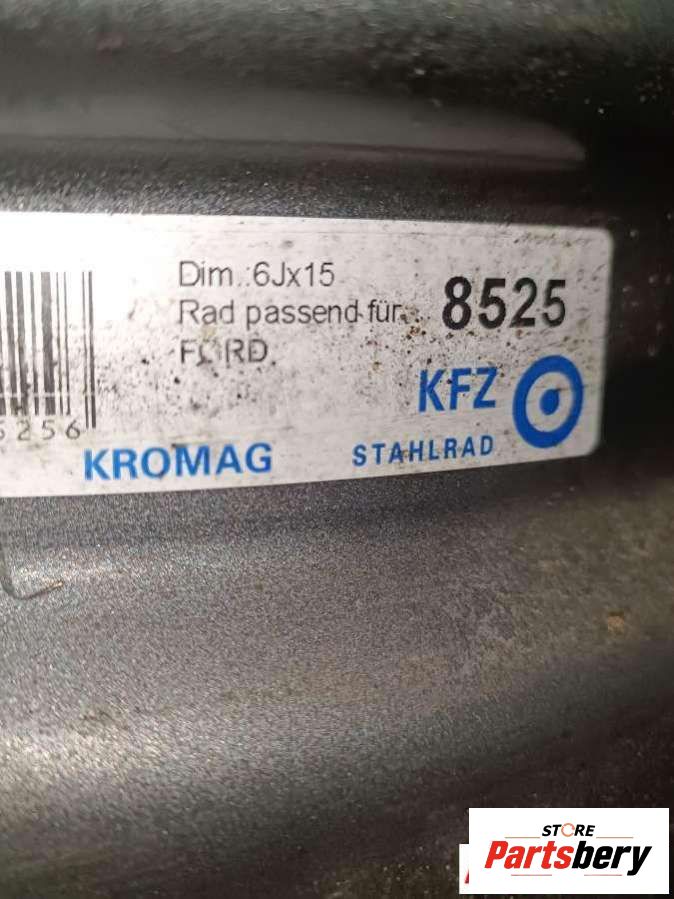 Dim.:6Jx15
Rad passend für
FORD
8525
5256
KFZ
KROMAG
STAHLRAD
STORE
Partsbery